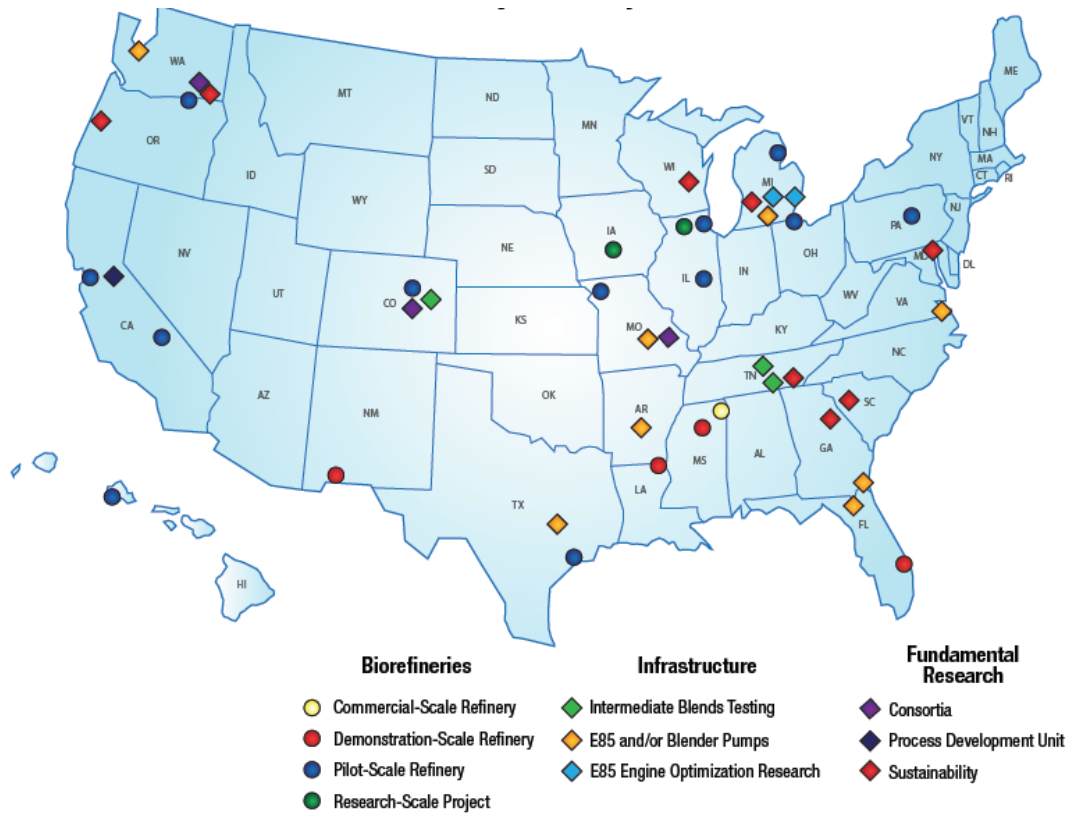 WA
MT
ND
MN
ME
VT
NH
OR
ID
SD
WI
MI
NY
MA
CT
RI
WY
IA
NE
PA
NJ
NV
UT
CO
IL
IN
OH
MD
DL
WV
VA
CA
KS
MO
KY
NC
TN
AZ
NM
OK
AR
SC
MS
AL
GA
LA
TX
FL
HI
Biorefineries
Commercial-Scale Refinery
Demonstration-Scale Refinery
Pilot-Scale Refinery
Research-Scale Project
Infrastructure
Intermediate Blends Testing
E85 and/or Blender Pumps
E85 Engine Optimization Research
Fundamental
Research
Consortia
Process Development Unit
Sustainability